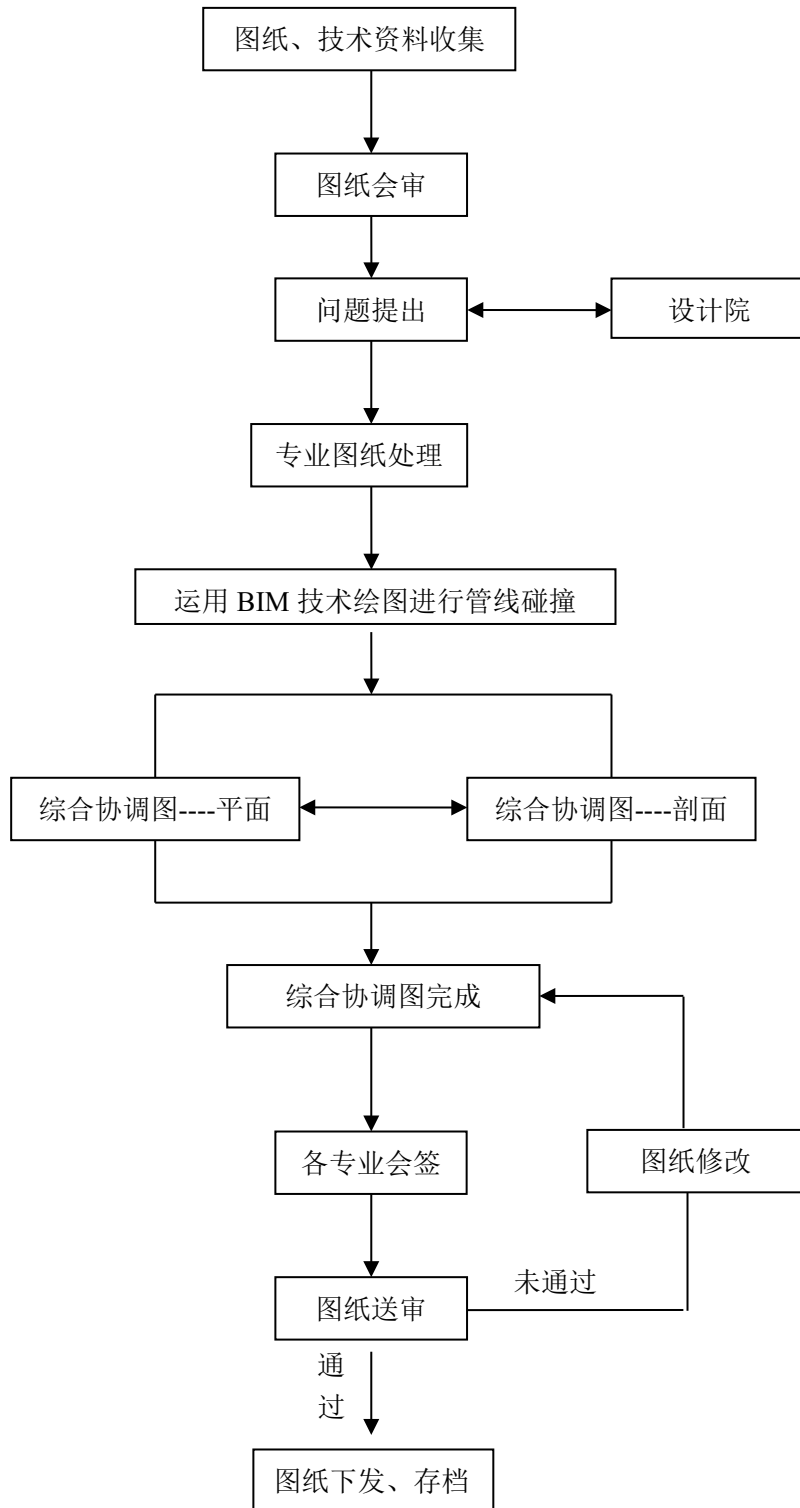 图纸、技术资料收集
图纸会审
问题提出
设计院
专业图纸处理
运用 BIM 技术绘图进行管线碰撞
综合协调图----平面
综合协调图----剖面
综合协调图完成
各专业会签
图纸修改
图纸送审
未通过
通
过
图纸下发、存档